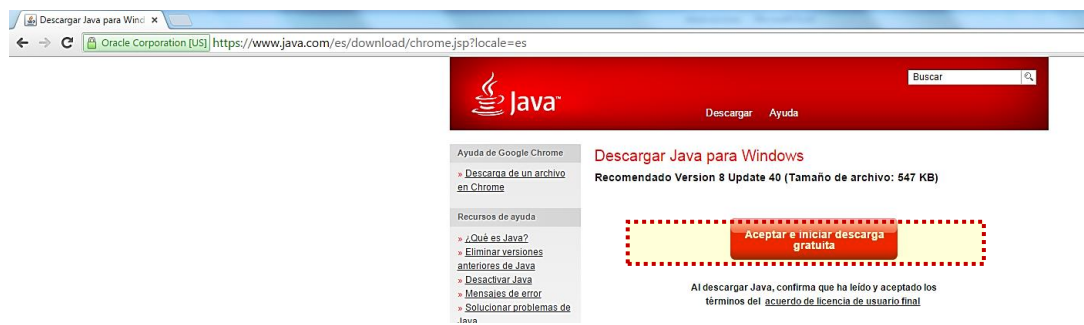 Descargar Java para Wind
Oracle Corporation [US] https://www.java.com/es/download/chrome.jsp?locale=es
Buscar
Java™
Descargar Ayuda
Ayuda de Google Chrome
» Descarga de un archivo
en Chrome
Recursos de ayuda
» ¿Qué es Java?
» Eliminar versiones
anteriores de Java
» Desactivar Java
» Mensajes de error
» Solucionar problemas de
Java
Descargar Java para Windows
Recomendado Version 8 Update 40 (Tamaño de archivo: 547 KB)
Aceptar e iniciar descarga
gratuita
Al descargar Java, confirma que ha leído y aceptado los
términos del acuerdo de licencia de usuario final